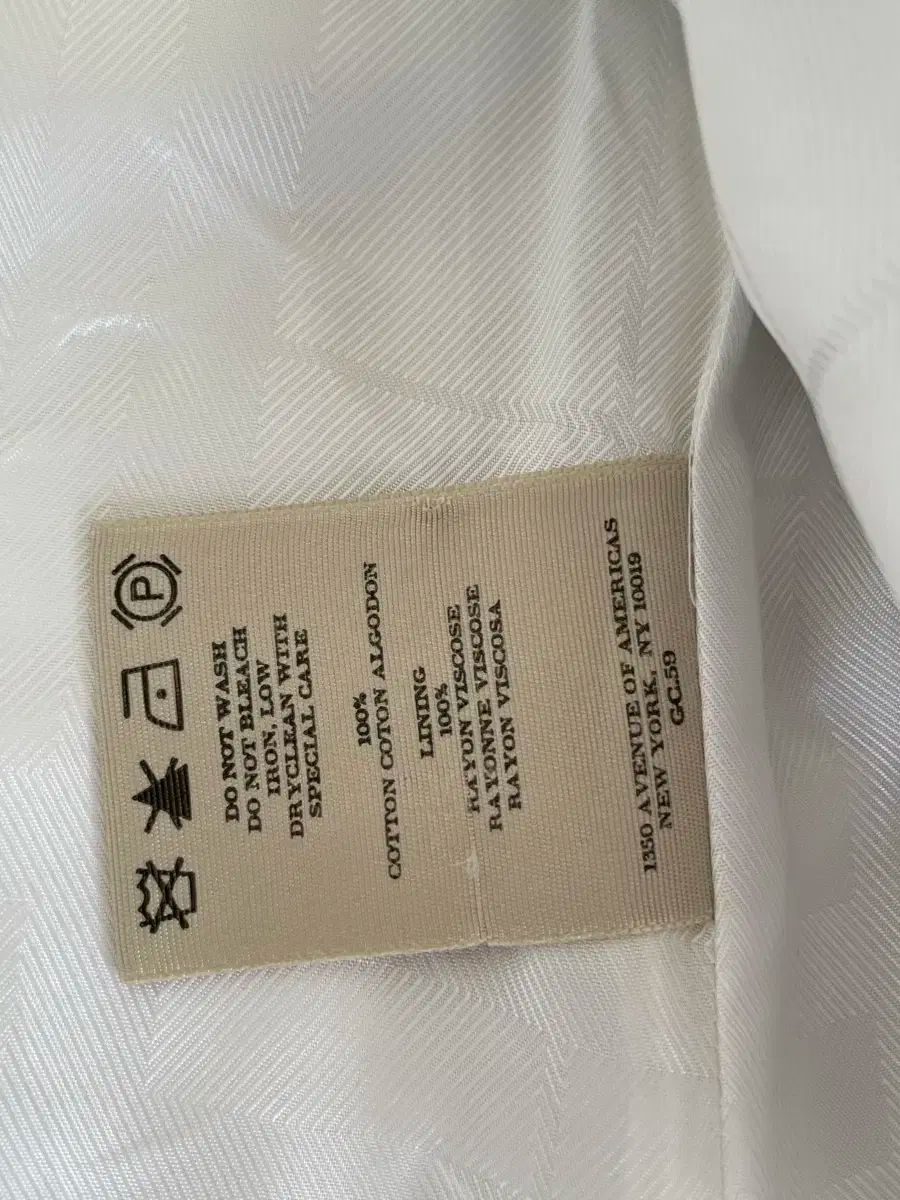 P
DO NOT WASH
DO NOT BLEACH
IRON, LOW
DRYCLEAN WITH
SPECIAL CARE
100%
COTTON COTON ALGODON
LINING
100%
RAYON VISCOSE
RAYONNE VISCOSE
RAYON VISCOSA
1350 AVENUE OF AMERICAS
NEW YORK, NY 10019
GC.59